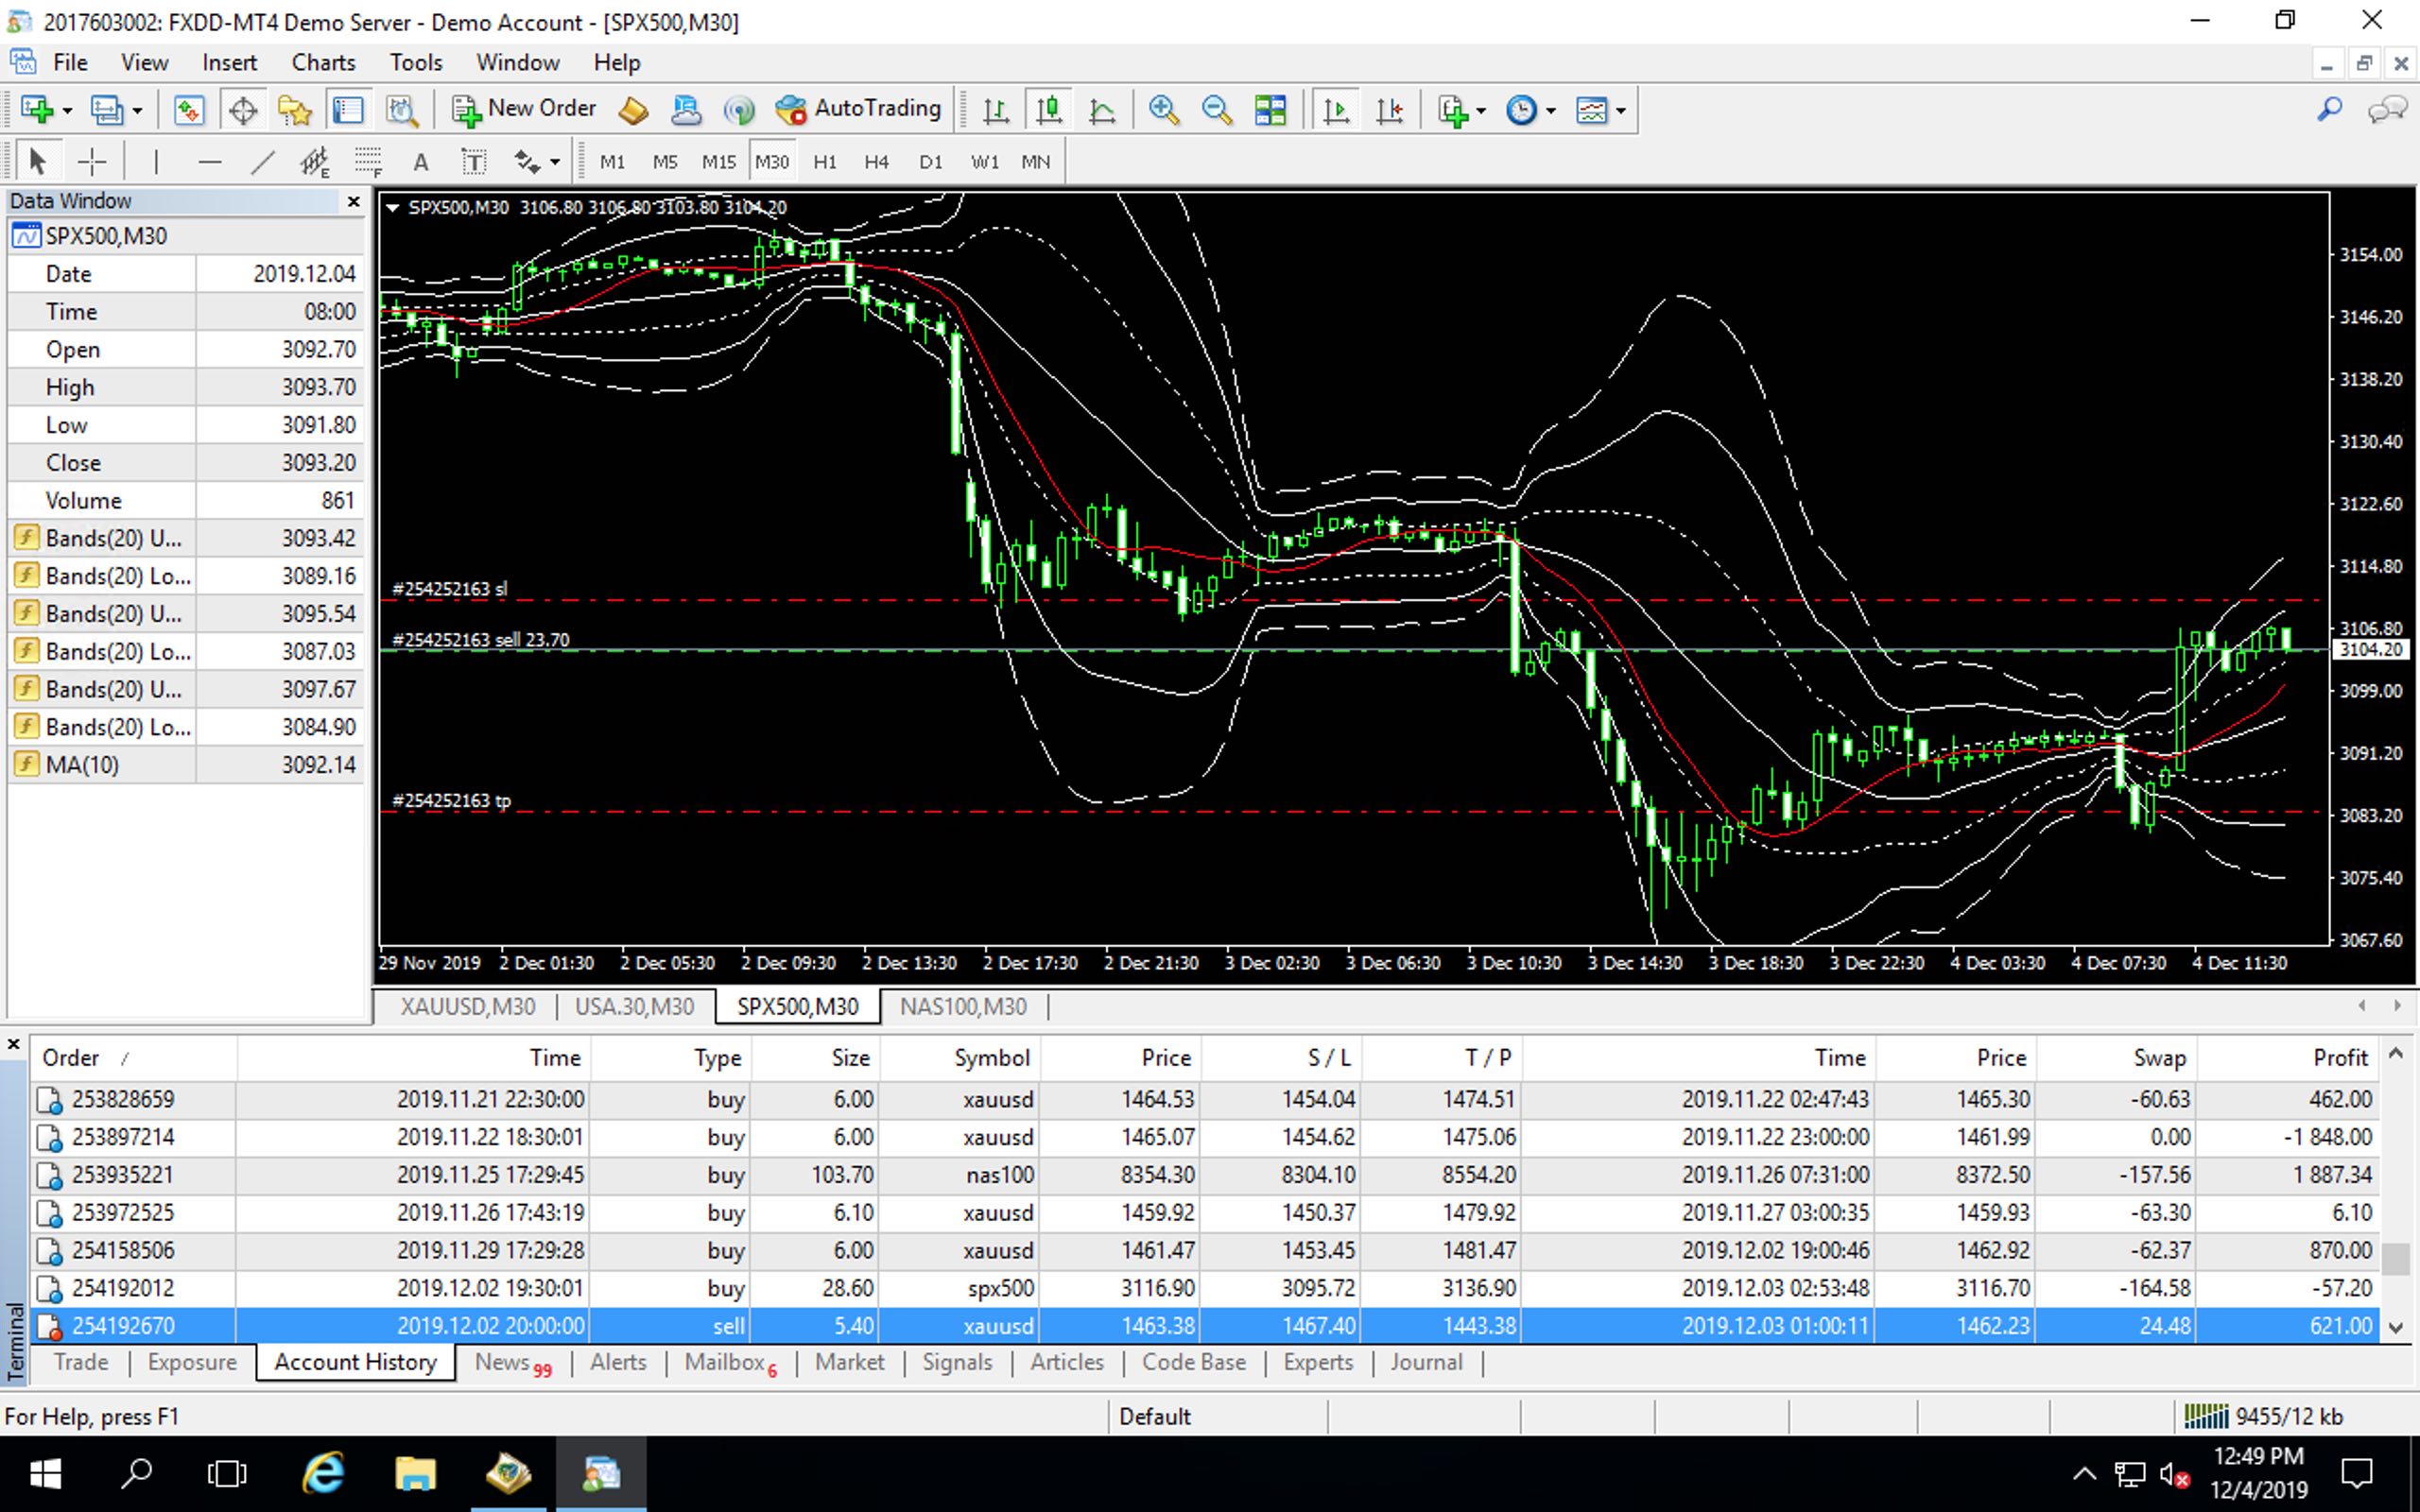 2017603002: FXDD-MT4 Demo Server - Demo Account - [SPX500,M30]
File View Insert Charts Tools Window Help
New Order AutoTrading
A T M1 M5 M15 M30 H1 H4 D1 W1 MN
Data Window
SPX500,M30
Date 2019.12.04
Time 08:00
Open 3092.70
High 3093.70
Low 3091.80
Close 3093.20
Volume 861
Bands(20) U... 3093.42
Bands(20) Lo... 3089.16
Bands(20) U... 3095.54
Bands(20) Lo... 3087.03
Bands(20) U... 3097.67
Bands(20) Lo... 3084.90
MA(10) 3092.14
SPX500,M30 3106.80 3106.80 3103.80 3104.20
#254252163 sl
#254252163 sell 23.70
#254252163 tp
3154.00
3146.20
3138.20
3130.40
3122.60
3114.80
3106.80
3104.20
3099.00
3091.20
3083.20
3075.40
3067.60
29 Nov 2019 2 Dec 01:30 2 Dec 05:30 2 Dec 09:30 2 Dec 13:30 2 Dec 17:30 2 Dec 21:30 3 Dec 02:30 3 Dec 06:30 3 Dec 10:30 3 Dec 14:30 3 Dec 18:30 3 Dec 22:30 4 Dec 03:30 4 Dec 07:30 4 Dec 11:30
XAUUSD,M30 USA.30,M30 SPX500,M30 NAS100,M30
Order / Time Type Size Symbol Price S / L T / P Time Price Swap Profit
253828659 2019.11.21 22:30:00 buy 6.00 xauusd 1464.53 1454.04 1474.51 2019.11.22 02:47:43 1465.30 -60.63 462.00
253897214 2019.11.22 18:30:01 buy 6.00 xauusd 1465.07 1454.62 1475.06 2019.11.22 23:00:00 1461.99 0.00 -1 848.00
253935221 2019.11.25 17:29:45 buy 103.70 nas100 8354.30 8304.10 8554.20 2019.11.26 07:31:00 8372.50 -157.56 1 887.34
253972525 2019.11.26 17:43:19 buy 6.10 xauusd 1459.92 1450.37 1479.92 2019.11.27 03:00:35 1459.93 -63.30 6.10
254158506 2019.11.29 17:29:28 buy 6.00 xauusd 1461.47 1453.45 1481.47 2019.12.02 19:00:46 1462.92 -62.37 870.00
254192012 2019.12.02 19:30:01 buy 28.60 spx500 3116.90 3095.72 3136.90 2019.12.03 02:53:48 3116.70 -164.58 -57.20
254192670 2019.12.02 20:00:00 sell 5.40 xauusd 1463.38 1467.40 1443.38 2019.12.03 01:00:11 1462.23 24.48 621.00
Terminal
Trade Exposure Account History News 99 Alerts Mailbox 6 Market Signals Articles Code Base Experts Journal
For Help, press F1 Default 9455/12 kb
12:49 PM
12/4/2019